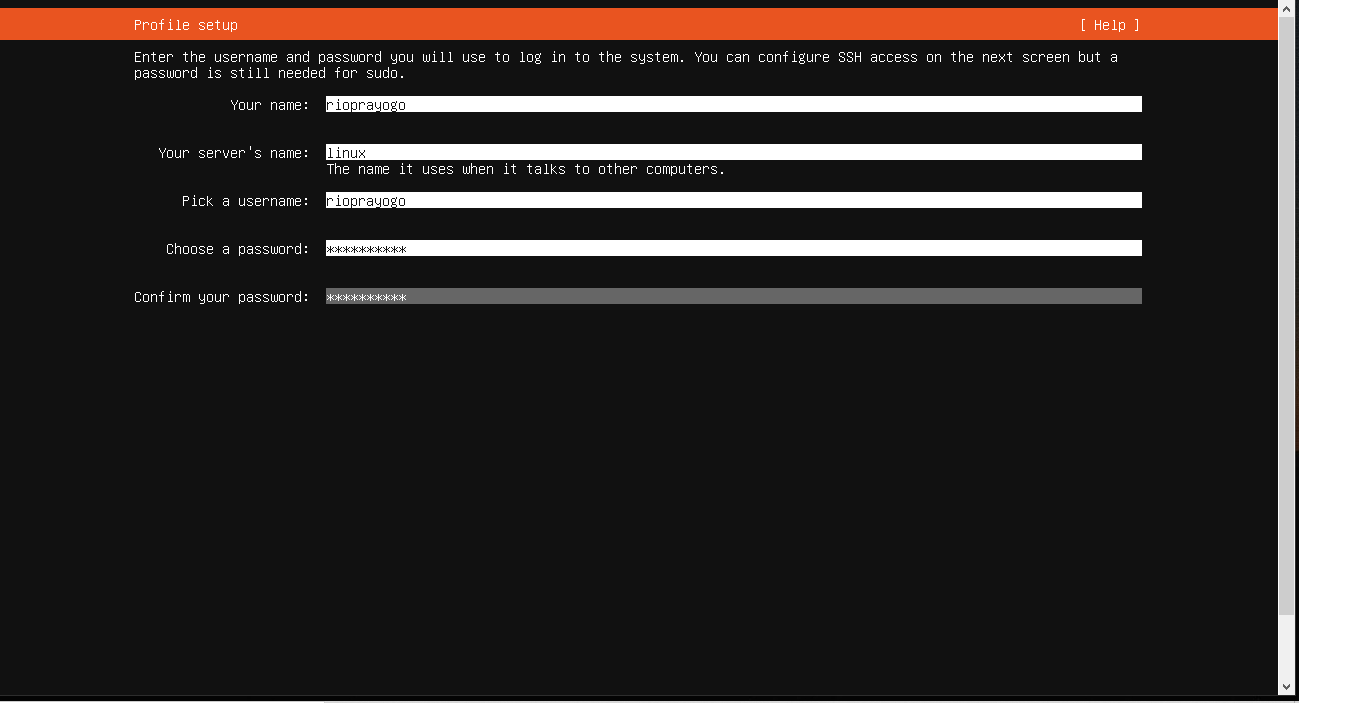 Profile setup [ Help ]
Enter the username and password you will use to log in to the system. You can configure SSH access on the next screen but a
password is still needed for sudo.
Your name: rioprayogo
Your server's name: linux
The name it uses when it talks to other computers.
Pick a username: rioprayogo
Choose a password: **********
Confirm your password: **********